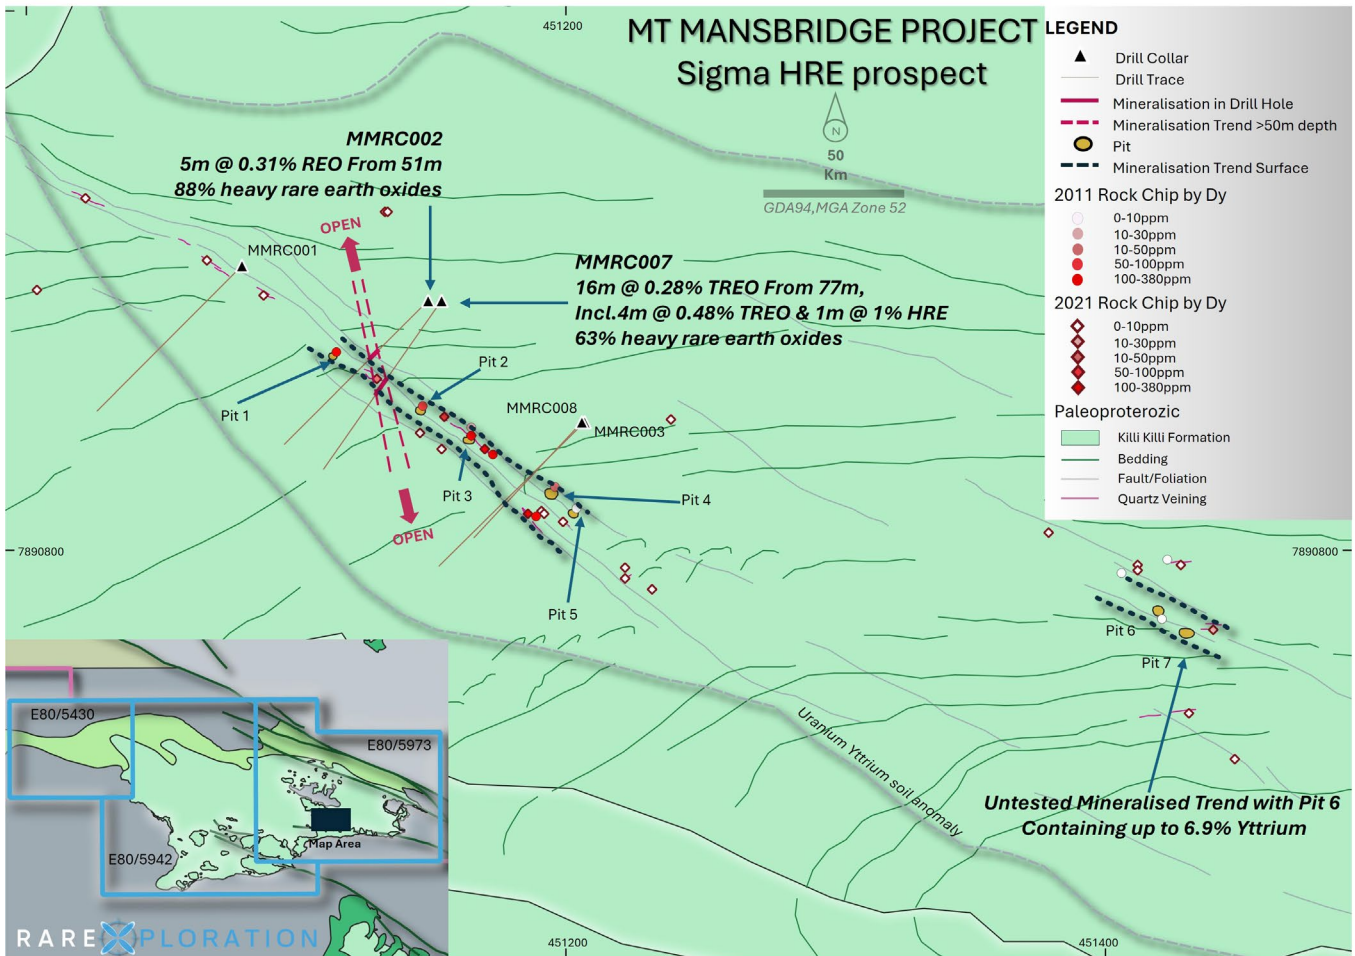 451200
MT MANSBRIDGE PROJECT
Sigma HRE prospect
N
50
Km
GDA94,MGA Zone 52
LEGEND
Drill Collar
Drill Trace
Mineralisation in Drill Hole
Mineralisation Trend >50m depth
Pit
Mineralisation Trend Surface
2011 Rock Chip by Dy
0-10ppm
10-30ppm
10-50ppm
50-100ppm
100-380ppm
2021 Rock Chip by Dy
0-10ppm
10-30ppm
10-50ppm
50-100ppm
100-380ppm
Paleoproterozic
Killi Killi Formation
Bedding
Fault/Foliation
Quartz Veining
MMRC002
5m @ 0.31% REO From 51m
88% heavy rare earth oxides
OPEN
MMRC001
MMRC007
16m @ 0.28% TREO From 77m,
Incl.4m @ 0.48% TREO & 1m @ 1% HRE
63% heavy rare earth oxides
Pit 2
Pit 1
MMRC008
MMRC003
Pit 3
Pit 4
OPEN
7890800
7890800
Pit 5
Pit 6
Pit 7
Uranium Yttrium soil anomaly
Untested Mineralised Trend with Pit 6
Containing up to 6.9% Yttrium
E80/5430
E80/5973
Map Area
E80/5942
RAREXPLORATION
451200
451400